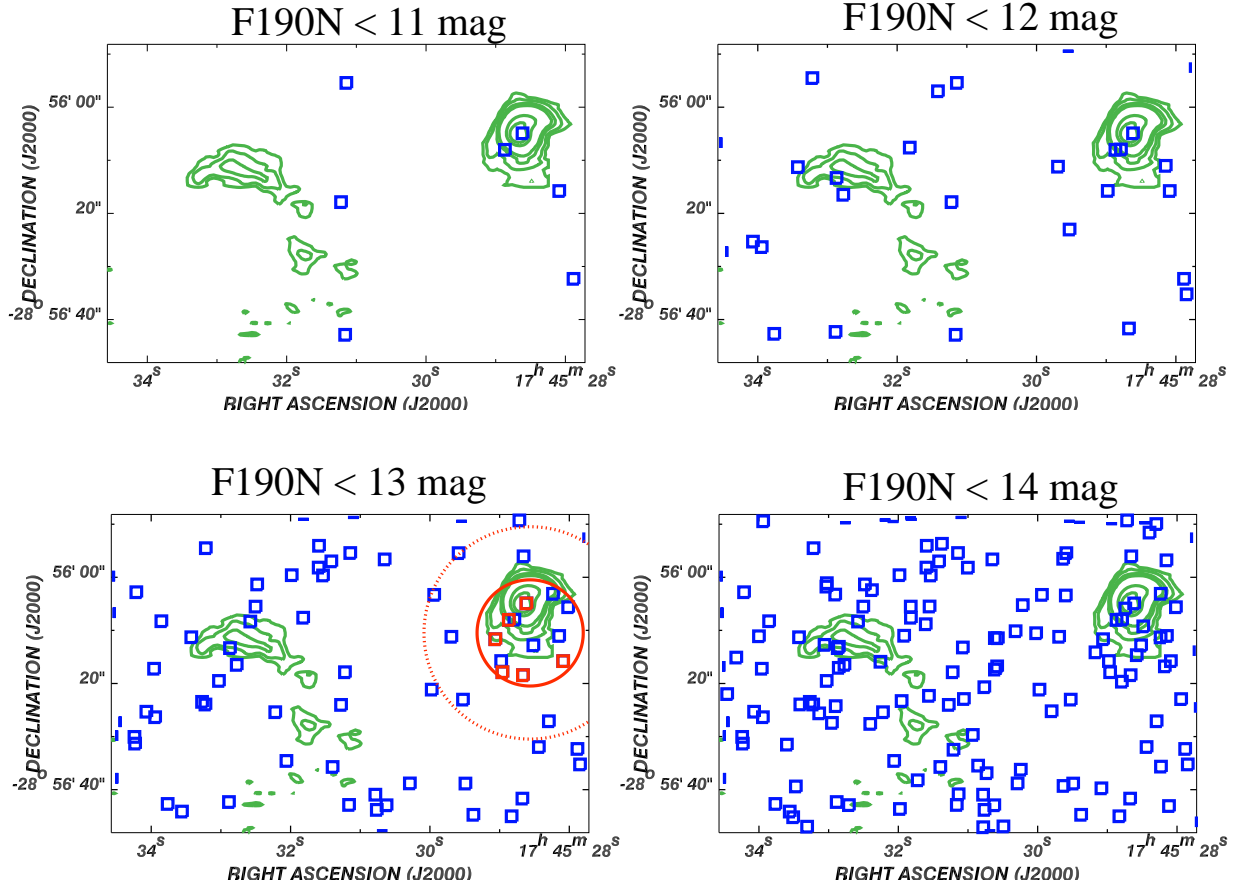 F190N < 11 mag
F190N < 12 mag
56' 00"
20"
-28° 56' 40"
DECLINATION (J2000)
34ˢ 32ˢ 30ˢ 17ʰ 45ᵐ 28ˢ
RIGHT ASCENSION (J2000)
56' 00"
20"
-28° 56' 40"
DECLINATION (J2000)
34ˢ 32ˢ 30ˢ 17ʰ 45ᵐ 28ˢ
RIGHT ASCENSION (J2000)
F190N < 13 mag
F190N < 14 mag
56' 00"
20"
-28° 56' 40"
DECLINATION (J2000)
34ˢ 32ˢ 30ˢ 17ʰ 45ᵐ 28ˢ
RIGHT ASCENSION (J2000)
56' 00"
20"
-28° 56' 40"
DECLINATION (J2000)
34ˢ 32ˢ 30ˢ 17ʰ 45ᵐ 28ˢ
RIGHT ASCENSION (J2000)